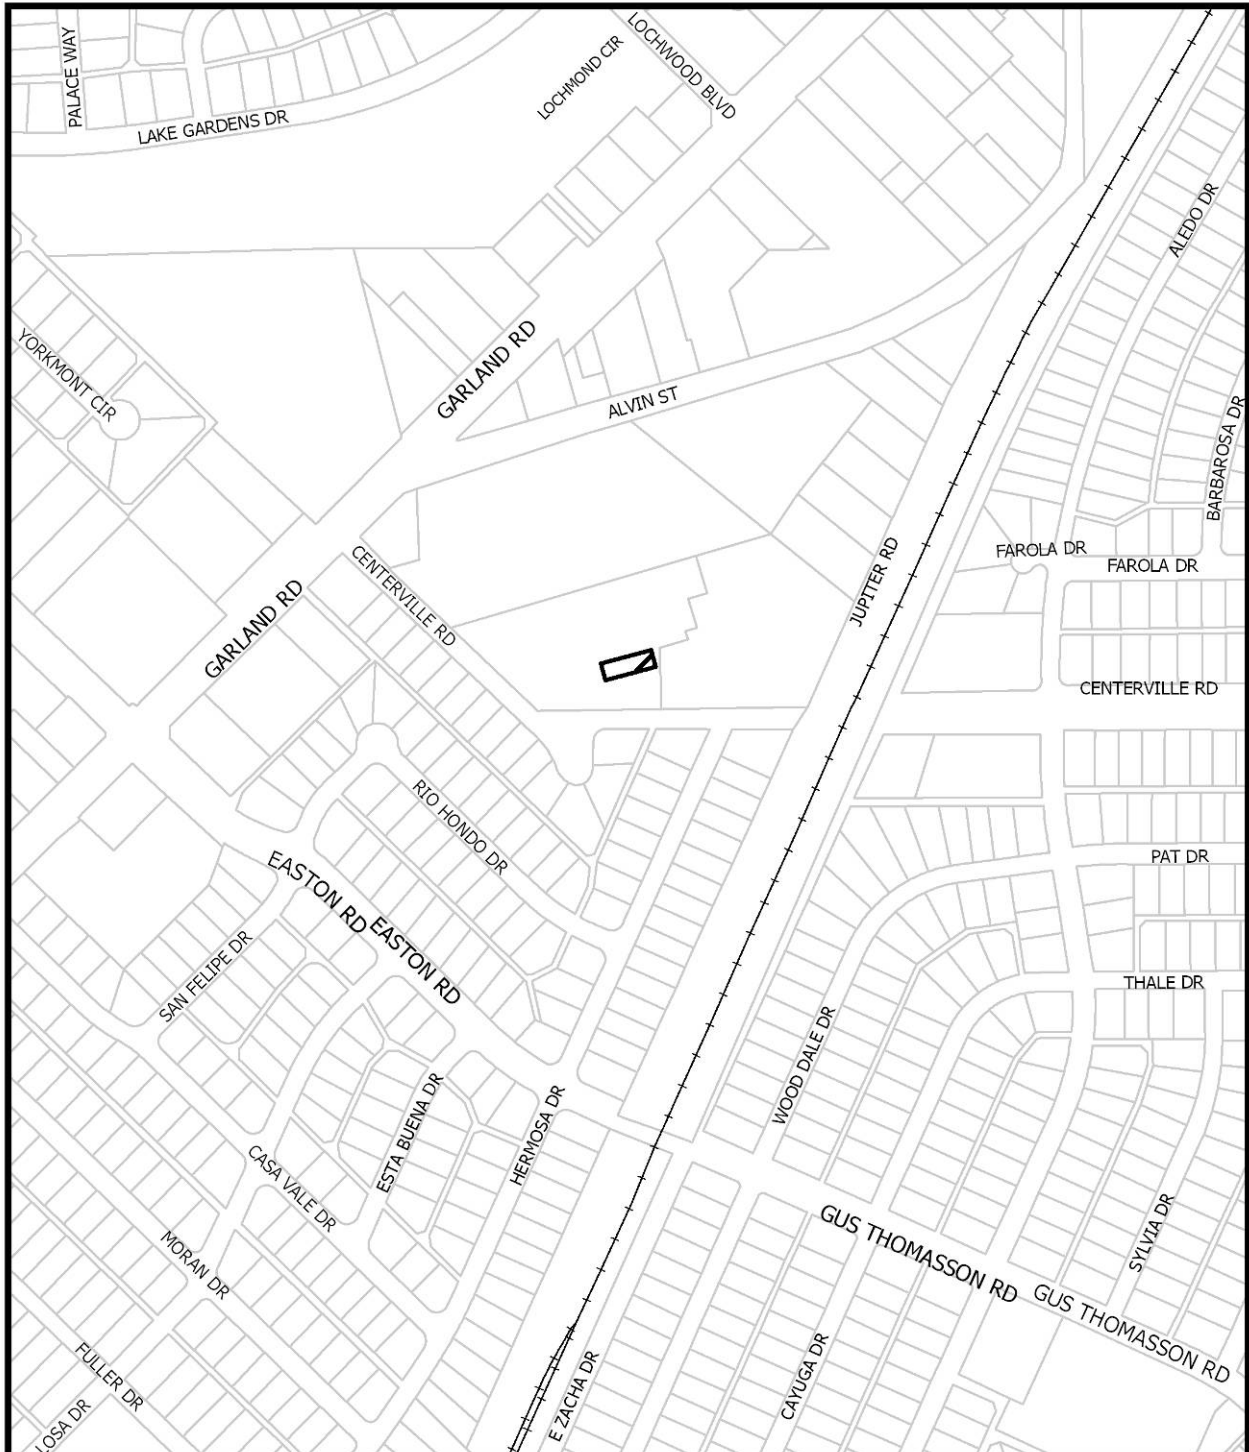 PALACE WAY
LOCHWOOD BLVD
LOCHMOND CIR
LAKE GARDENS DR
ALEDO DR
YORKMONT CIR
GARLAND RD
ALVIN ST
BARBAROSA DR
CENTERVILLE RD
JUPITER RD
FAROLA DR
FAROLA DR
GARLAND RD
CENTERVILLE RD
RIO HONDO DR
EASTON RD
PAT DR
EASTON RD
SAN FELIPE DR
THALE DR
WOOD DALE DR
ESTA BUENA DR
HERMOSA DR
CASA VALE DR
MORAN DR
GUS THOMASSON RD
SYLVIA DR
GUS THOMASSON RD
FULLER DR
E ZACHA DR
CAYUGA DR
LOSA DR